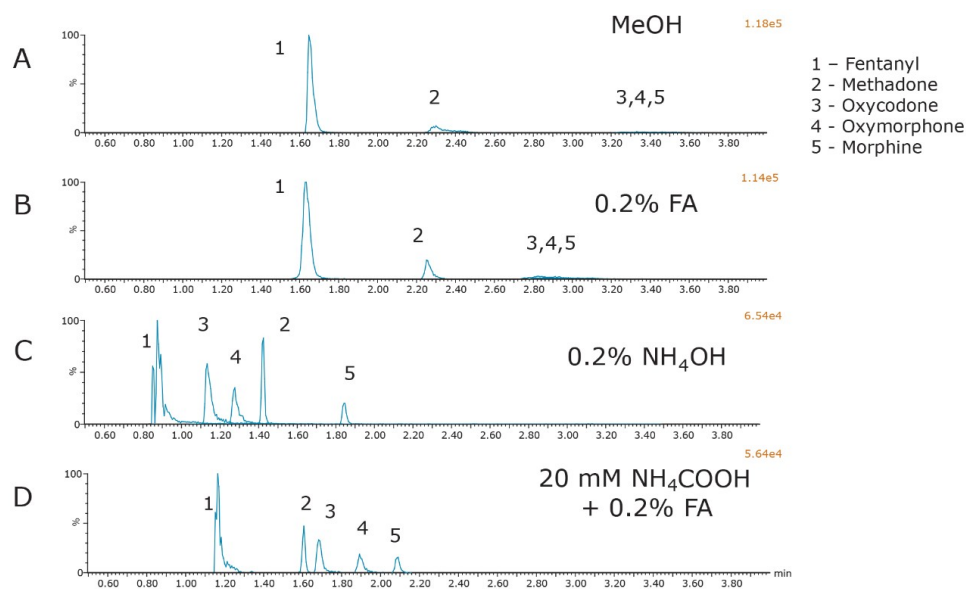 MeOH
1.18e5
A
100
%
0
1
2
3,4,5
0.60 0.80 1.00 1.20 1.40 1.60 1.80 2.00 2.20 2.40 2.60 2.80 3.00 3.20 3.40 3.60 3.80
1 – Fentanyl
2 - Methadone
3 - Oxycodone
4 - Oxymorphone
5 - Morphine
1.14e5
B
100
%
0
1
0.2% FA
2
3,4,5
0.60 0.80 1.00 1.20 1.40 1.60 1.80 2.00 2.20 2.40 2.60 2.80 3.00 3.20 3.40 3.60 3.80
6.54e4
C
100
%
0
1
3
4
2
5
0.2% NH₄OH
0.60 0.80 1.00 1.20 1.40 1.60 1.80 2.00 2.20 2.40 2.60 2.80 3.00 3.20 3.40 3.60 3.80
5.64e4
D
100
%
0
1
2
3
4
5
20 mM NH₄COOH
+ 0.2% FA
0.60 0.80 1.00 1.20 1.40 1.60 1.80 2.00 2.20 2.40 2.60 2.80 3.00 3.20 3.40 3.60 3.80 min